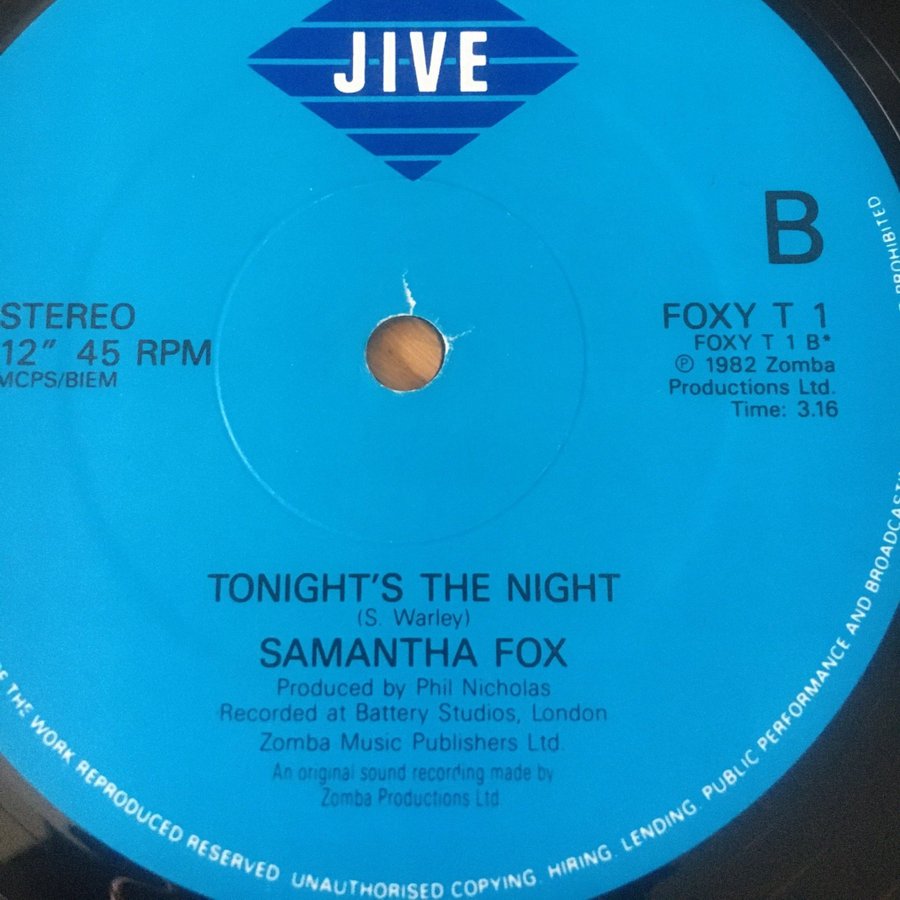 JIVE
B
STEREO
12" 45 RPM
MCPS/BIEM
FOXY T 1
FOXY T 1 B*
℗ 1982 Zomba
Productions Ltd.
Time: 3.16
TONIGHT'S THE NIGHT
(S. Warley)
SAMANTHA FOX
Produced by Phil Nicholas
Recorded at Battery Studios, London
Zomba Music Publishers Ltd.
An original sound recording made by
Zomba Productions Ltd
THE WORK REPRODUCED RESERVED. UNAUTHORISED COPYING. HIRING. LENDING. PUBLIC PERFORMANCE AND BROADCASTING PROHIBITED